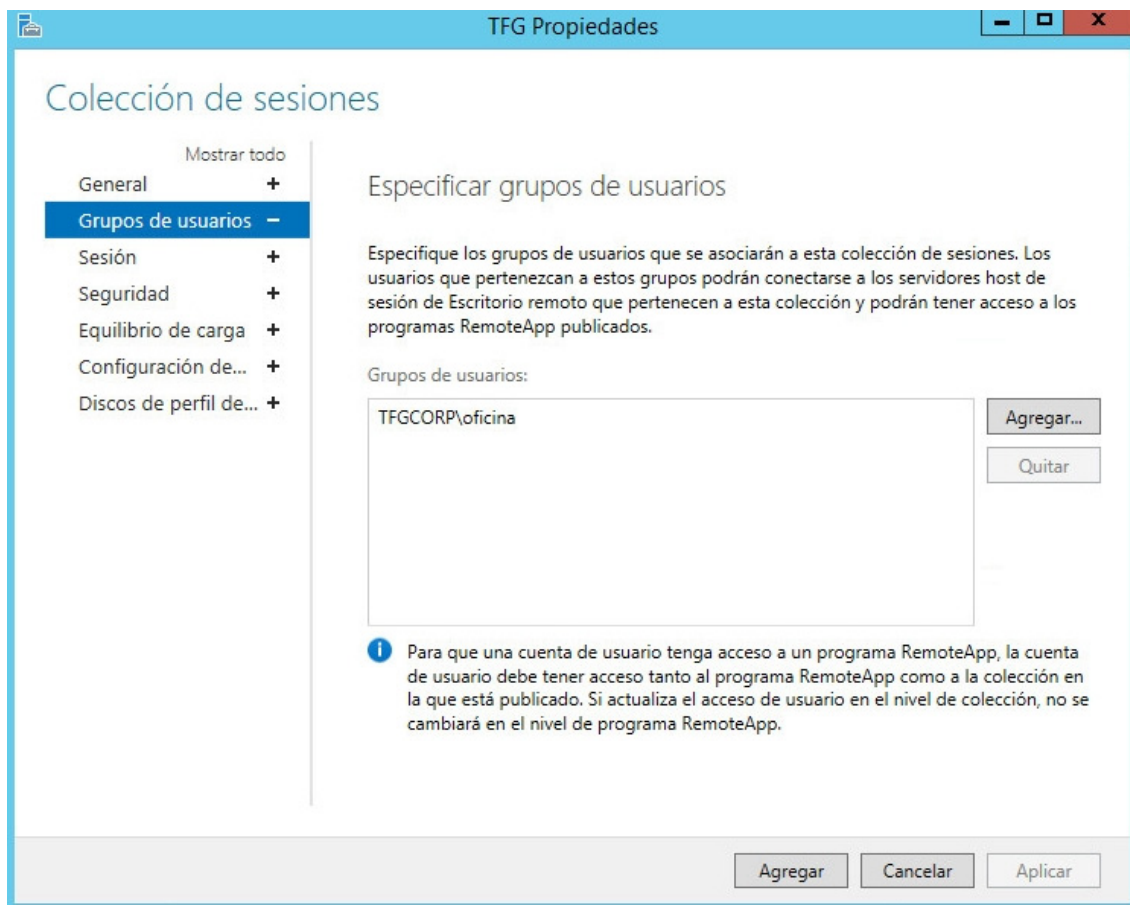 TFG Propiedades
Colección de sesiones
Mostrar todo
General +
Grupos de usuarios −
Sesión +
Seguridad +
Equilibrio de carga +
Configuración de... +
Discos de perfil de... +
Especificar grupos de usuarios
Especifique los grupos de usuarios que se asociarán a esta colección de sesiones. Los
usuarios que pertenezcan a estos grupos podrán conectarse a los servidores host de
sesión de Escritorio remoto que pertenecen a esta colección y podrán tener acceso a los
programas RemoteApp publicados.
Grupos de usuarios:
TFGCORP\oficina
Agregar...
Quitar
Para que una cuenta de usuario tenga acceso a un programa RemoteApp, la cuenta
de usuario debe tener acceso tanto al programa RemoteApp como a la colección en
la que está publicado. Si actualiza el acceso de usuario en el nivel de colección, no se
cambiará en el nivel de programa RemoteApp.
Agregar Cancelar Aplicar